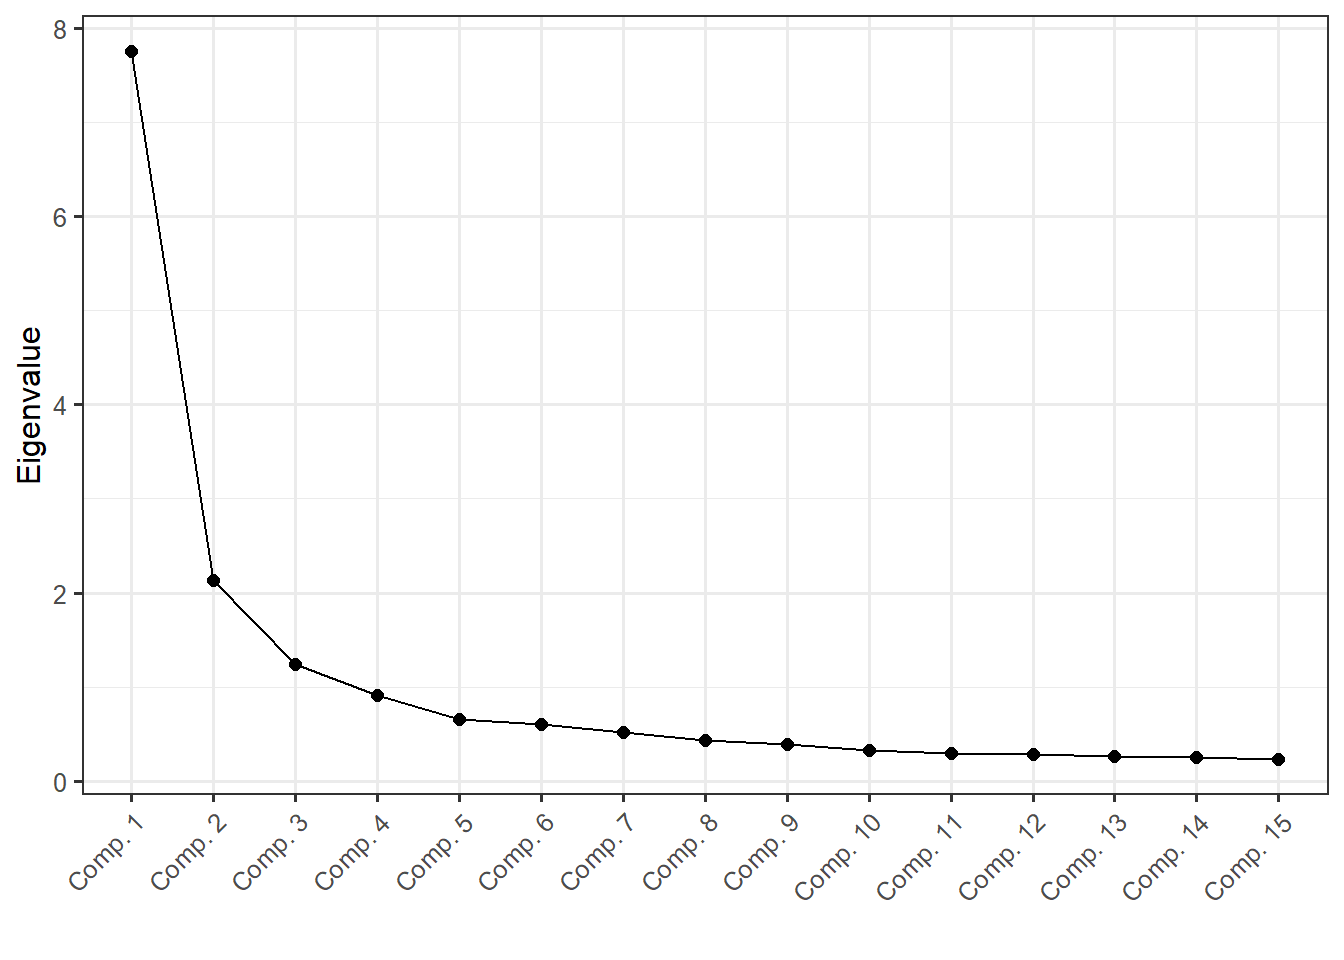 Eigenvalue
8
6
4
2
0
Comp. 1
Comp. 2
Comp. 3
Comp. 4
Comp. 5
Comp. 6
Comp. 7
Comp. 8
Comp. 9
Comp. 10
Comp. 11
Comp. 12
Comp. 13
Comp. 14
Comp. 15